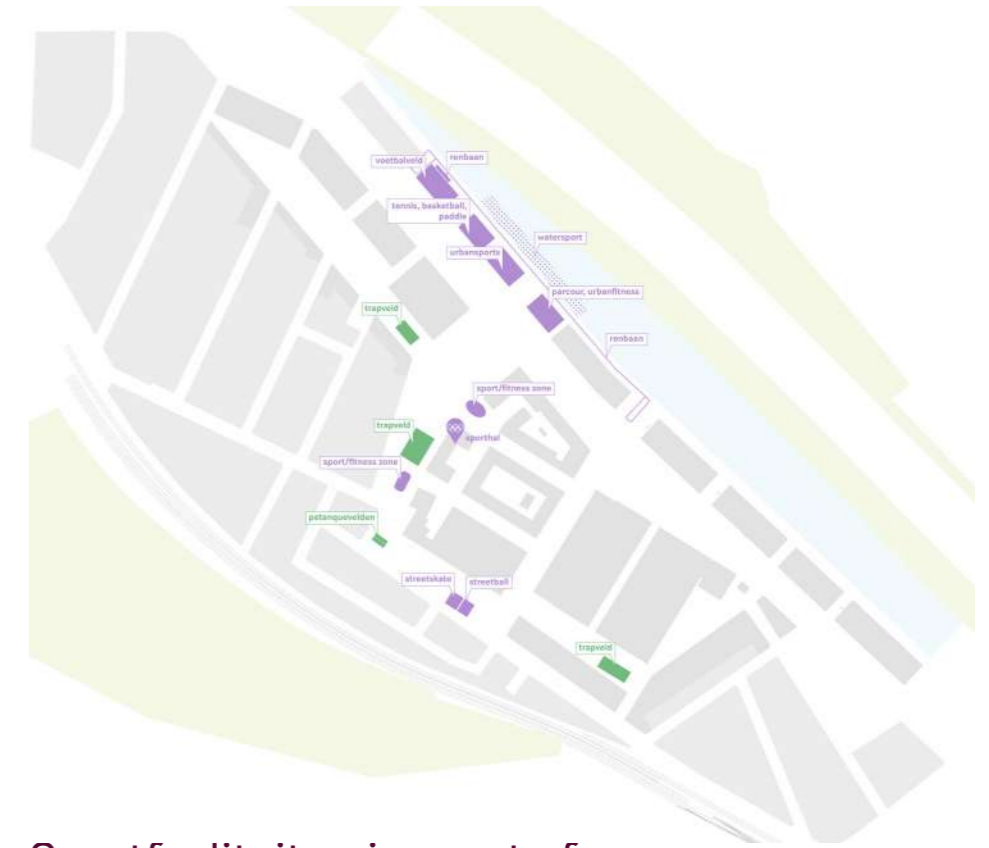 voetbalveld
renbaan
tennis, basketball,
paddle
watersport
urbansports
parcour, urbanfitness
trapveld
renbaan
sport/fitness zone
trapveld
sporthal
sport/fitness zone
petanquevelden
streetskate
streetball
trapveld